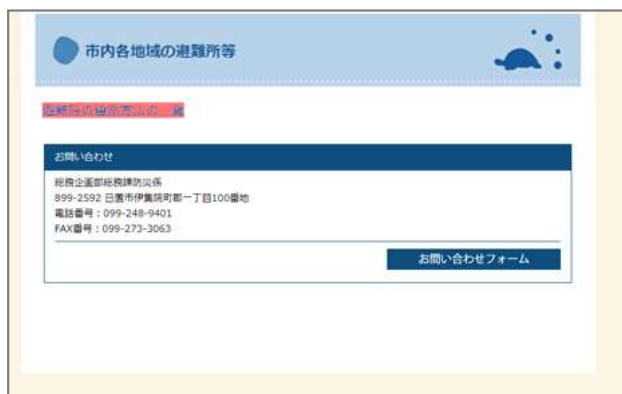 市内各地域の避難所等
お問い合わせ
総務企画部総務課防災係
899-2592 日置市伊集院町郡一丁目100番地
電話番号：099-248-9401
FAX番号：099-273-3063
お問い合わせフォーム